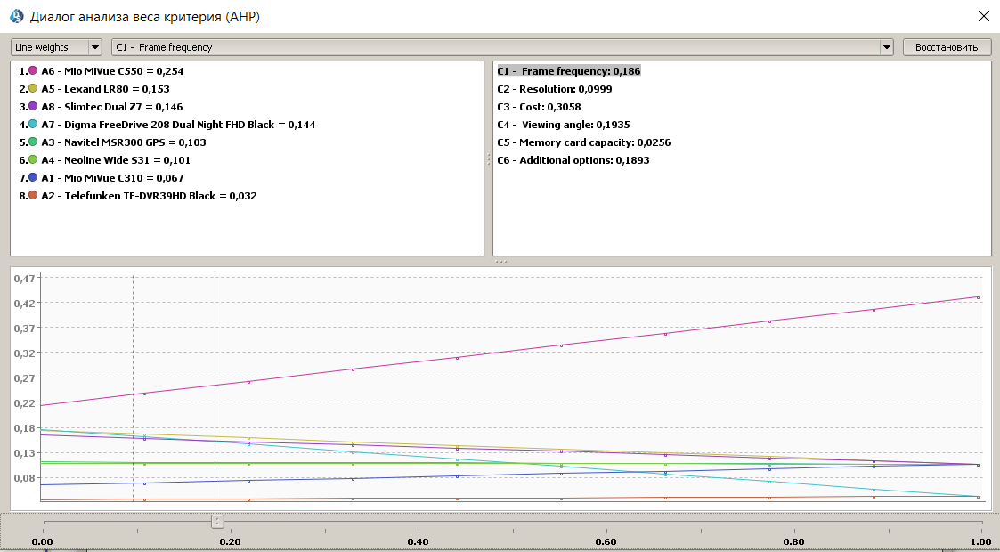 Диалог анализа веса критерия (AHP)
Line weights
C1 - Frame frequency
Восстановить
1. A6 - Mio MiVue C550 = 0,254
2. A5 - Lexand LR80 = 0,153
3. A8 - Slimtec Dual Z7 = 0,146
4. A7 - Digma FreeDrive 208 Dual Night FHD Black = 0,144
5. A3 - Navitel MSR300 GPS = 0,103
6. A4 - Neoline Wide S31 = 0,101
7. A1 - Mio MiVue C310 = 0,067
8. A2 - Telefunken TF-DVR39HD Black = 0,032
C1 - Frame frequency: 0,186
C2 - Resolution: 0,0999
C3 - Cost: 0,3058
C4 - Viewing angle: 0,1935
C5 - Memory card capacity: 0,0256
C6 - Additional options: 0,1893
0,47
0,42
0,37
0,32
0,27
0,22
0,18
0,13
0,08
0.00 0.20 0.40 0.60 0.80 1.00